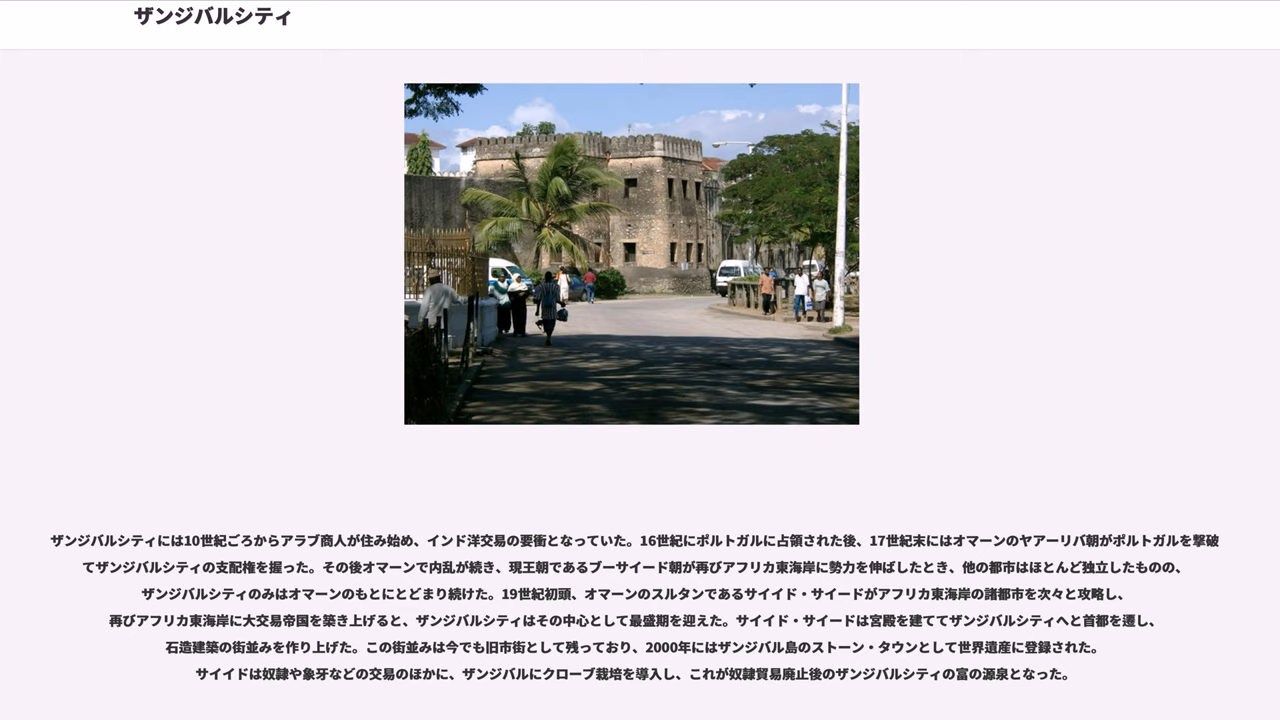 ザンジバルシティ
ザンジバルシティには10世紀ごろからアラブ商人が住み始め、インド洋交易の要衝となっていた。16世紀にポルトガルに占領された後、17世紀末にはオマーンのヤアーリバ朝がポルトガルを撃破
てザンジバルシティの支配権を握った。その後オマーンで内乱が続き、現王朝であるブーサイード朝が再びアフリカ東海岸に勢力を伸ばしたとき、他の都市はほとんど独立したものの、
ザンジバルシティのみはオマーンのもとにとどまり続けた。19世紀初頭、オマーンのスルタンであるサイイド・サイードがアフリカ東海岸の諸都市を次々と攻略し、
再びアフリカ東海岸に大交易帝国を築き上げると、ザンジバルシティはその中心として最盛期を迎えた。サイイド・サイードは宮殿を建ててザンジバルシティへと首都を遷し、
石造建築の街並みを作り上げた。この街並みは今でも旧市街として残っており、2000年にはザンジバル島のストーン・タウンとして世界遺産に登録された。
サイイドは奴隷や象牙などの交易のほかに、ザンジバルにクローブ栽培を導入し、これが奴隷貿易廃止後のザンジバルシティの富の源泉となった。